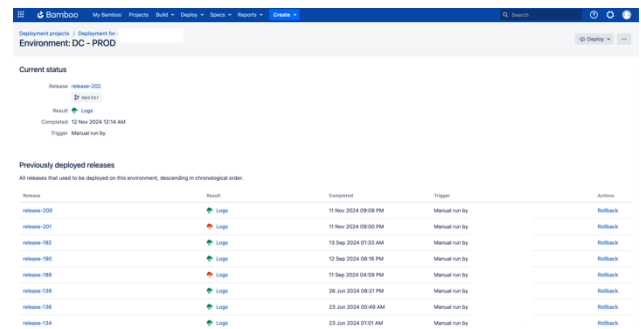 Bamboo My Bamboo Projects Build Deploy Specs Reports Create Search
Deployment projects / Deployment for
Environment: DC - PROD
Deploy
Current status
Release release-202
master
Result Logs
Completed 12 Nov 2024 12:14 AM
Trigger Manual run by
Previously deployed releases
All releases that used to be deployed on this environment, descending in chronological order.
Release Result Completed Trigger Actions
release-200 Logs 11 Nov 2024 09:08 PM Manual run by Rollback
release-201 Logs 11 Nov 2024 09:00 PM Manual run by Rollback
release-192 Logs 13 Sep 2024 01:33 AM Manual run by Rollback
release-190 Logs 12 Sep 2024 08:16 PM Manual run by Rollback
release-188 Logs 11 Sep 2024 04:59 PM Manual run by Rollback
release-139 Logs 26 Jun 2024 09:21 PM Manual run by Rollback
release-136 Logs 23 Jun 2024 05:49 AM Manual run by Rollback
release-134 Logs 23 Jun 2024 01:01 AM Manual run by Rollback